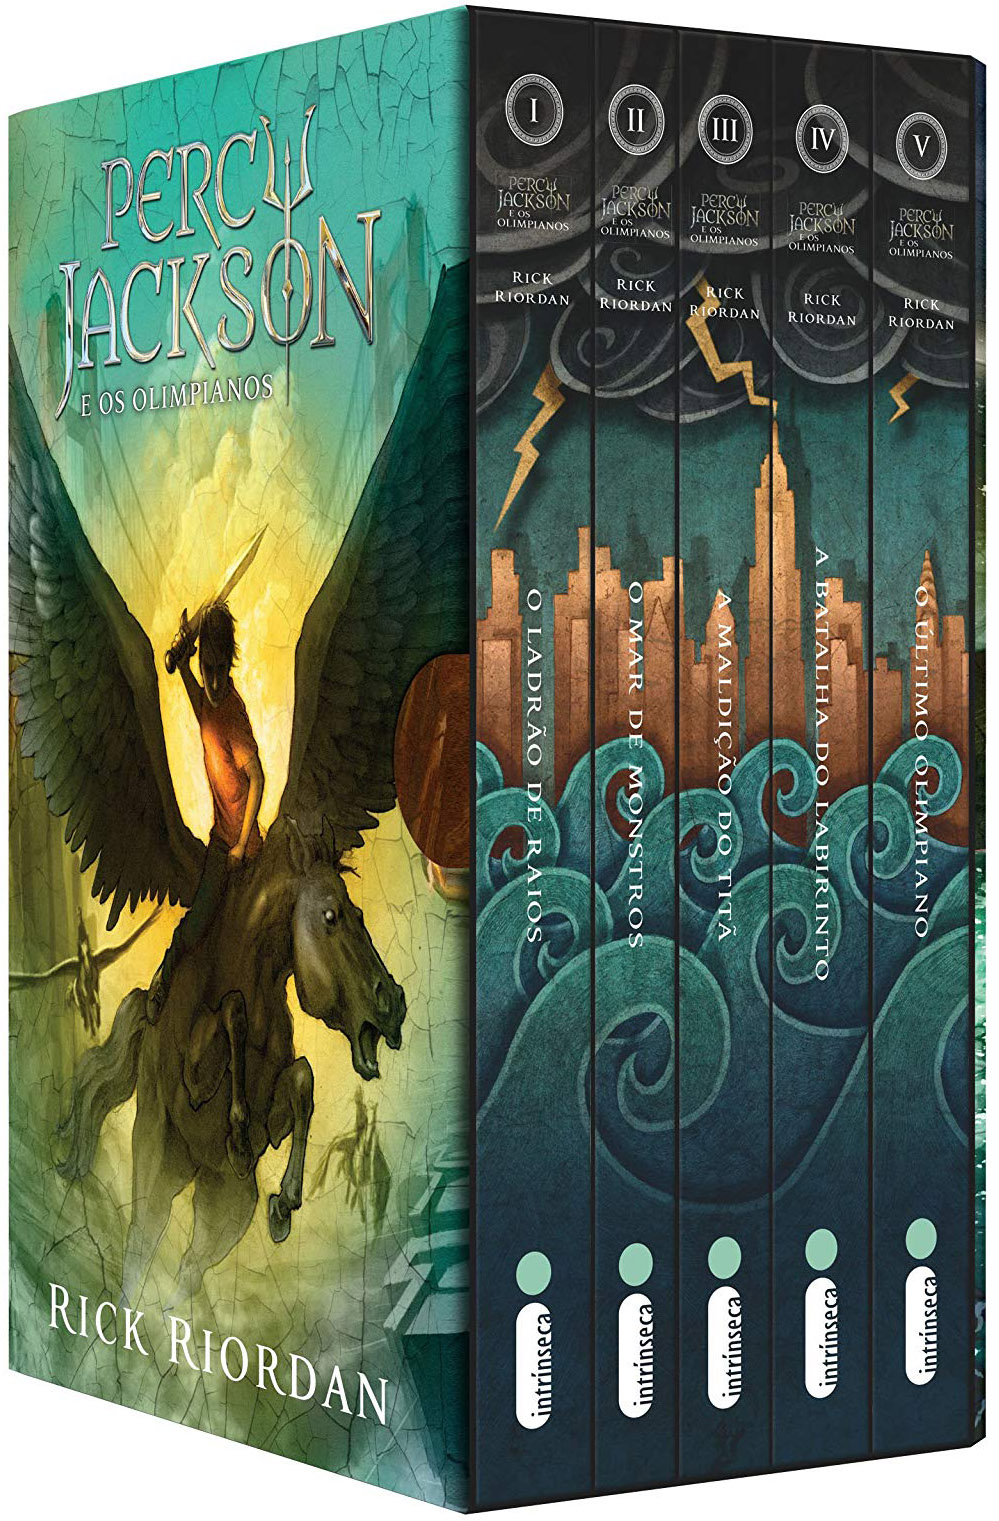 PERCY
JACKSON
E OS OLIMPIANOS
RICK RIORDAN
I
PERCY
JACKSON
E OS
OLIMPIANOS
RICK
RIORDAN
O LADRÃO DE RAIOS
intrínseca
II
PERCY
JACKSON
E OS
OLIMPIANOS
RICK
RIORDAN
O MAR DE MONSTROS
intrínseca
III
PERCY
JACKSON
E OS
OLIMPIANOS
RICK
RIORDAN
A MALDIÇÃO DO TITÃ
intrínseca
IV
PERCY
JACKSON
E OS
OLIMPIANOS
RICK
RIORDAN
A BATALHA DO LABIRINTO
intrínseca
V
PERCY
JACKSON
E OS
OLIMPIANOS
RICK
RIORDAN
O ÚLTIMO OLIMPIANO
intrínseca